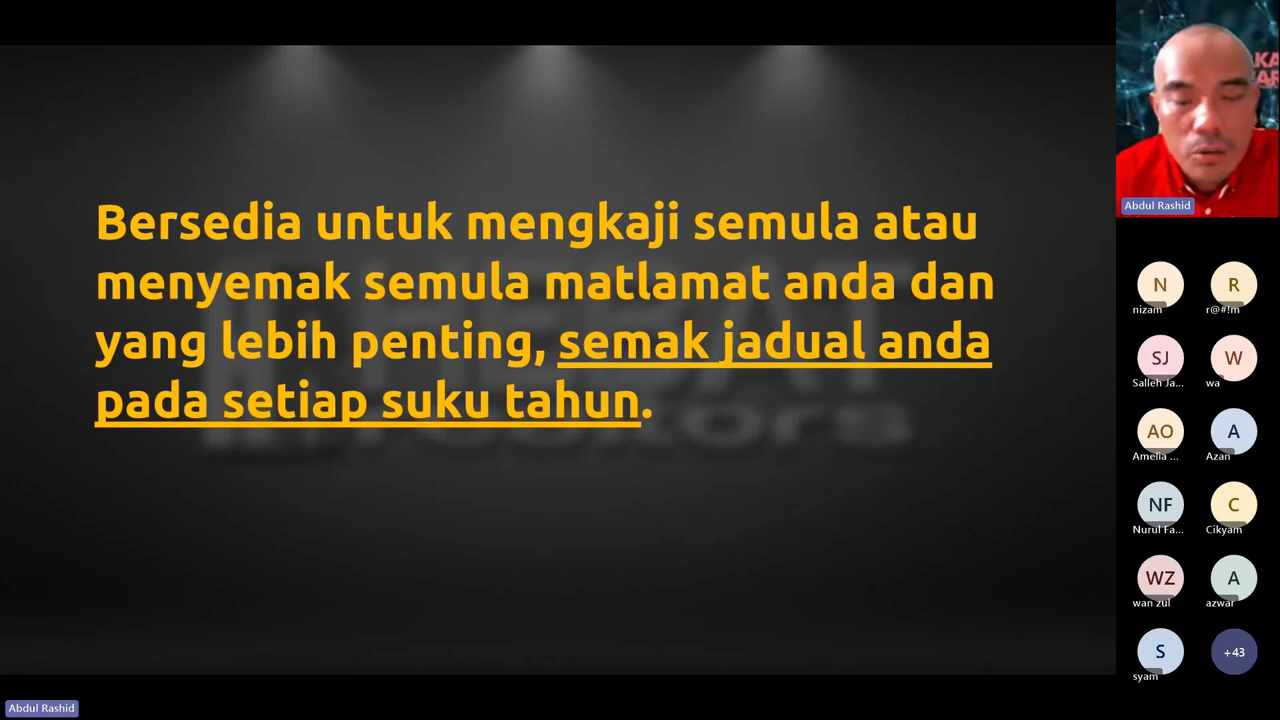 Bersedia untuk mengkaji semula atau
menyemak semula matlamat anda dan
yang lebih penting, semak jadual anda
pada setiap suku tahun.
Abdul Rashid
Abdul Rashid
N
nizam
R
r@#!m
SJ
Salleh Ja...
W
wa
AO
Amelia ...
A
Azan
NF
Nurul Fa...
C
Cikyam
WZ
wan zul
A
azwar
S
syam
+43